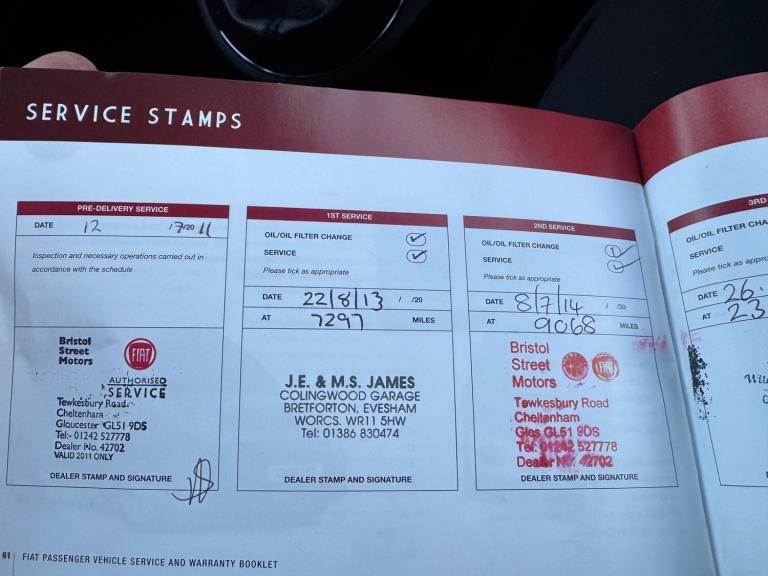 SERVICE STAMPS
PRE-DELIVERY SERVICE
DATE 12 / 7/20 11
Inspection and necessary operations carried out in
accordance with the schedule
Bristol
Street
Motors
FIAT
AUTHORISED
SERVICE
Tewkesbury Road
Cheltenham
Gloucester GL51 9DS
Tel:- 01242 527778
Dealer No. 42702
VALID 2011 ONLY
DEALER STAMP AND SIGNATURE
1ST SERVICE
OIL/OIL FILTER CHANGE
SERVICE
Please tick as appropriate
DATE 22/8/13 / /20
AT 7297 MILES
J.E. & M.S. JAMES
COLINGWOOD GARAGE
BRETFORTON, EVESHAM
WORCS. WR11 5HW
Tel: 01386 830474
DEALER STAMP AND SIGNATURE
2ND SERVICE
OIL/OIL FILTER CHANGE
SERVICE
Please tick as appropriate
DATE 8/7/14 / /20
AT 9068 MILES
Bristol
Street
Motors
FIAT
Tewkesbury Road
Cheltenham
Glos GL51 9DS
Tel: 01242 527778
Dealer No. 42702
DEALER STAMP AND SIGNATURE
3RD
OIL/OIL FILTER CHA
SERVICE
Please tick as appro
DATE 26.
AT 23
61 FIAT PASSENGER VEHICLE SERVICE AND WARRANTY BOOKLET